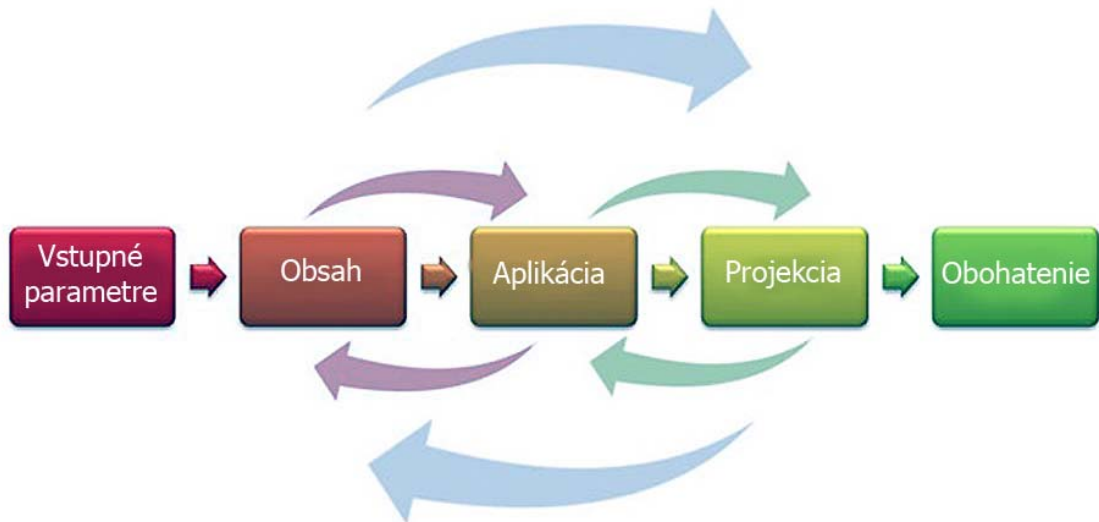 Vstupné
parametre
Obsah
Aplikácia
Projekcia
Obohatenie